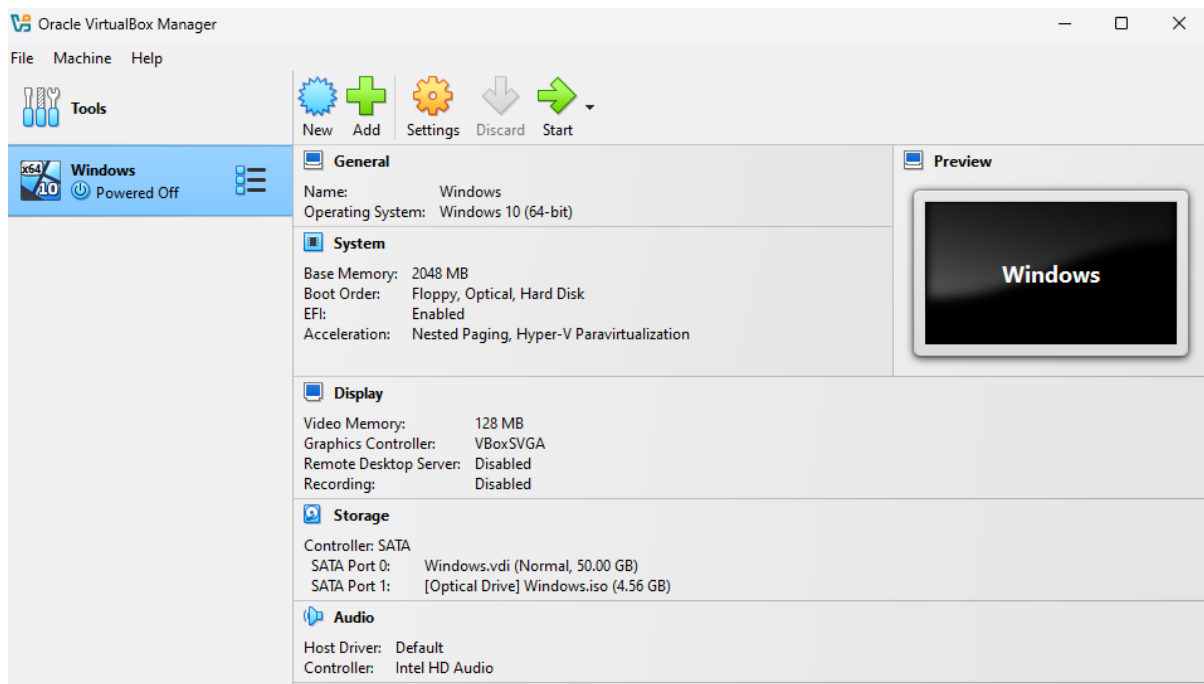 Oracle VirtualBox Manager
File Machine Help
Tools
New Add Settings Discard Start
x64 10
Windows
Powered Off
General
Name: Windows
Operating System: Windows 10 (64-bit)
Preview
Windows
System
Base Memory: 2048 MB
Boot Order: Floppy, Optical, Hard Disk
EFI: Enabled
Acceleration: Nested Paging, Hyper-V Paravirtualization
Display
Video Memory: 128 MB
Graphics Controller: VBoxSVGA
Remote Desktop Server: Disabled
Recording: Disabled
Storage
Controller: SATA
SATA Port 0: Windows.vdi (Normal, 50.00 GB)
SATA Port 1: [Optical Drive] Windows.iso (4.56 GB)
Audio
Host Driver: Default
Controller: Intel HD Audio